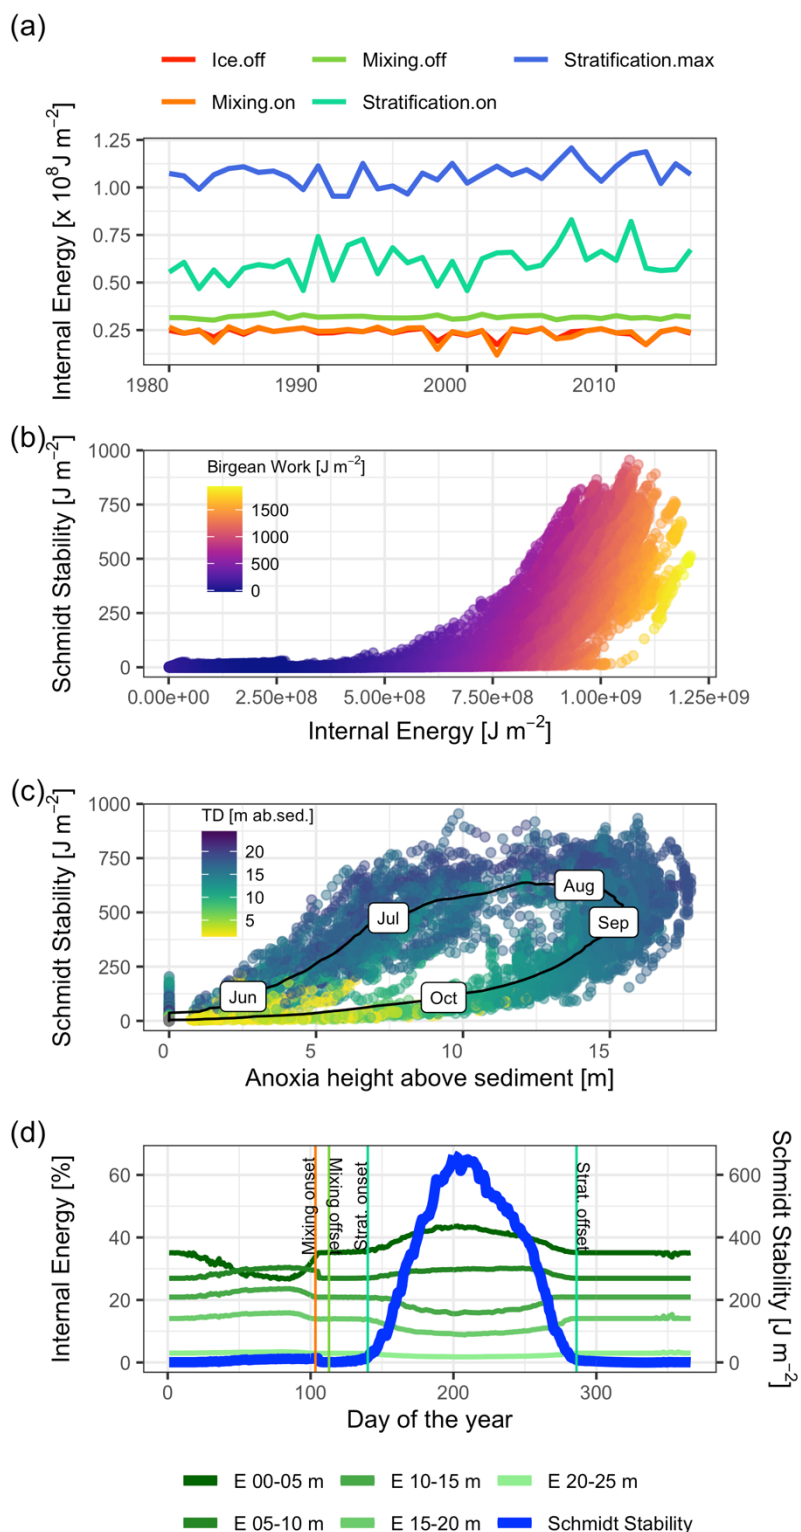 (a)
Ice.off Mixing.off Stratification.max
Mixing.on Stratification.on
Internal Energy [x 10⁸J m⁻²]
1.25
1.00
0.75
0.50
0.25
1980 1990 2000 2010
(b)
Schmidt Stability [J m⁻²]
1000
750
500
250
0
Birgean Work [J m⁻²]
1500
1000
500
0
0.00e+00 2.50e+08 5.00e+08 7.50e+08 1.00e+09 1.25e+09
Internal Energy [J m⁻²]
(c)
Schmidt Stability [J m⁻²]
1000
750
500
250
0
TD [m ab.sed.]
20
15
10
5
Jun
Jul
Aug
Sep
Oct
0 5 10 15
Anoxia height above sediment [m]
(d)
Internal Energy [%]
60
40
20
0
Mixing onset
Mixing offset
Strat. onset
Strat. offset
600
400
200
0
Schmidt Stability
[J m⁻²]
0 100 200 300
Day of the year
E 00-05 m E 10-15 m E 20-25 m
E 05-10 m E 15-20 m Schmidt Stability